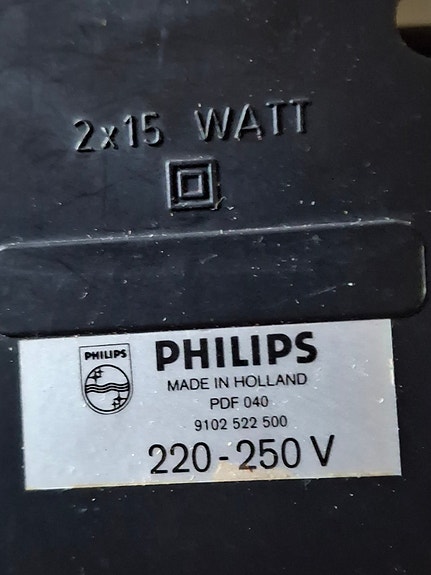 2x15 WATT
PHILIPS
PHILIPS
MADE IN HOLLAND
PDF 040
9102 522 500
220-250 V